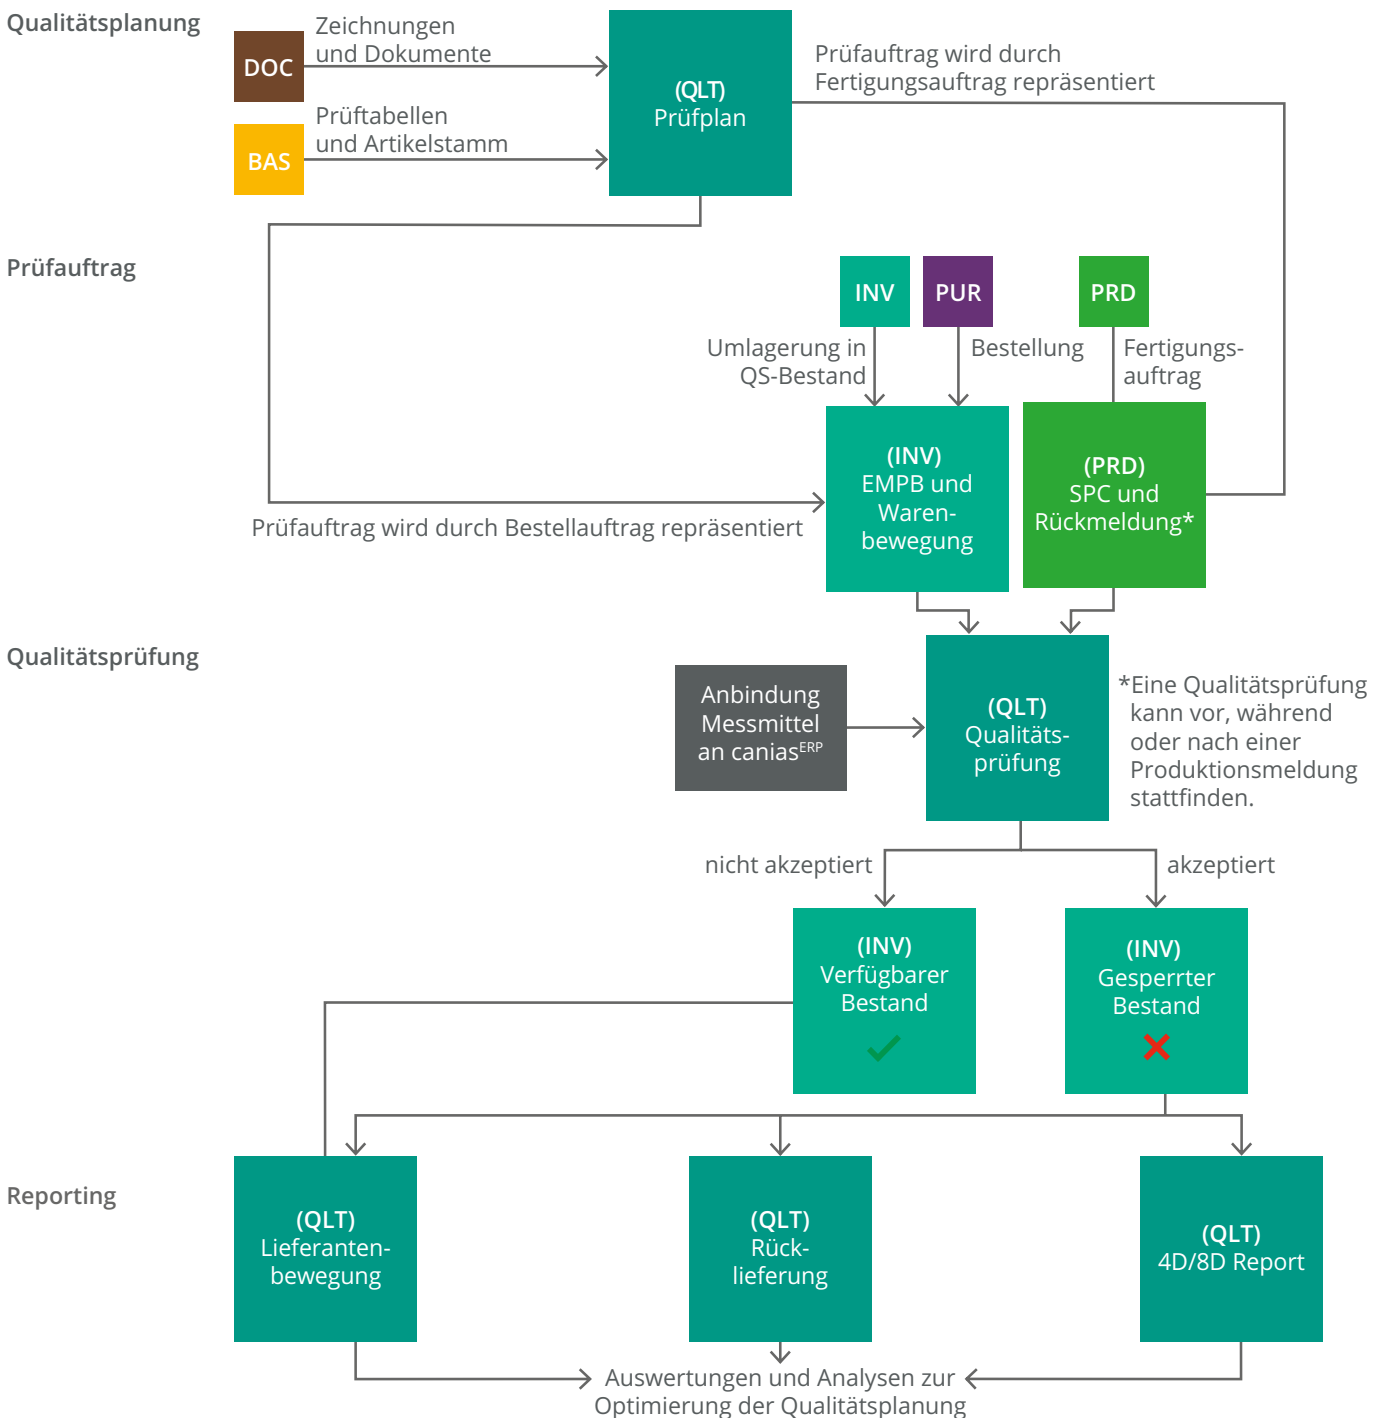 Qualitätsplanung
DOC
Zeichnungen
und Dokumente
BAS
Prüftabellen
und Artikelstamm
(QLT)
Prüfplan
Prüfauftrag wird durch
Fertigungsauftrag repräsentiert
Prüfauftrag
INV
PUR
PRD
Umlagerung in
QS-Bestand
Bestellung
Fertigungs-
auftrag
(INV)
EMPB und
Waren-
bewegung
(PRD)
SPC und
Rückmeldung*
Prüfauftrag wird durch Bestellauftrag repräsentiert
Qualitätsprüfung
Anbindung
Messmittel
an caniasERP
(QLT)
Qualitäts-
prüfung
*Eine Qualitätsprüfung
kann vor, während
oder nach einer
Produktionsmeldung
stattfinden.
nicht akzeptiert
akzeptiert
(INV)
Verfügbarer
Bestand
(INV)
Gesperrter
Bestand
Reporting
(QLT)
Lieferanten-
bewegung
(QLT)
Rück-
lieferung
(QLT)
4D/8D Report
Auswertungen und Analysen zur
Optimierung der Qualitätsplanung